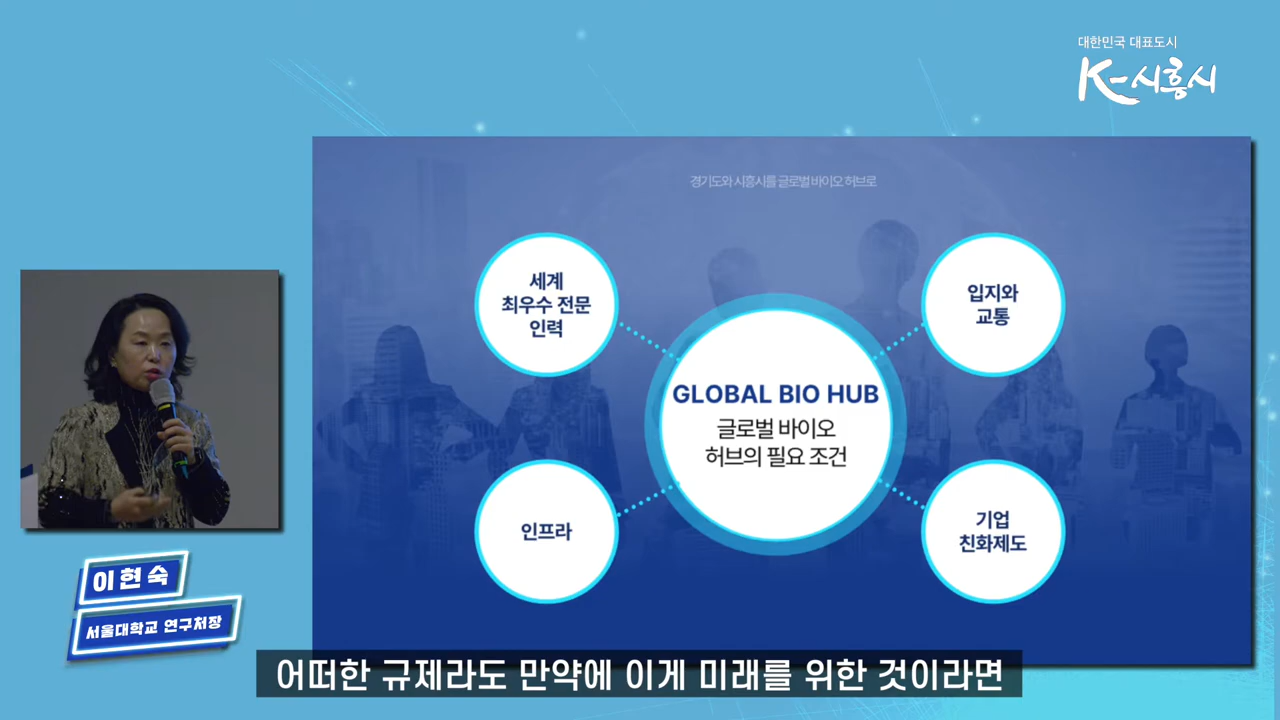 대한민국 대표도시
K-시흥시
경기도와 시흥시를 글로벌 바이오 허브로
세계
최우수 전문
인력
입지와
교통
GLOBAL BIO HUB
글로벌 바이오
허브의 필요 조건
인프라
기업
친화제도
이현숙
서울대학교 연구처장
어떠한 규제라도 만약에 이게 미래를 위한 것이라면